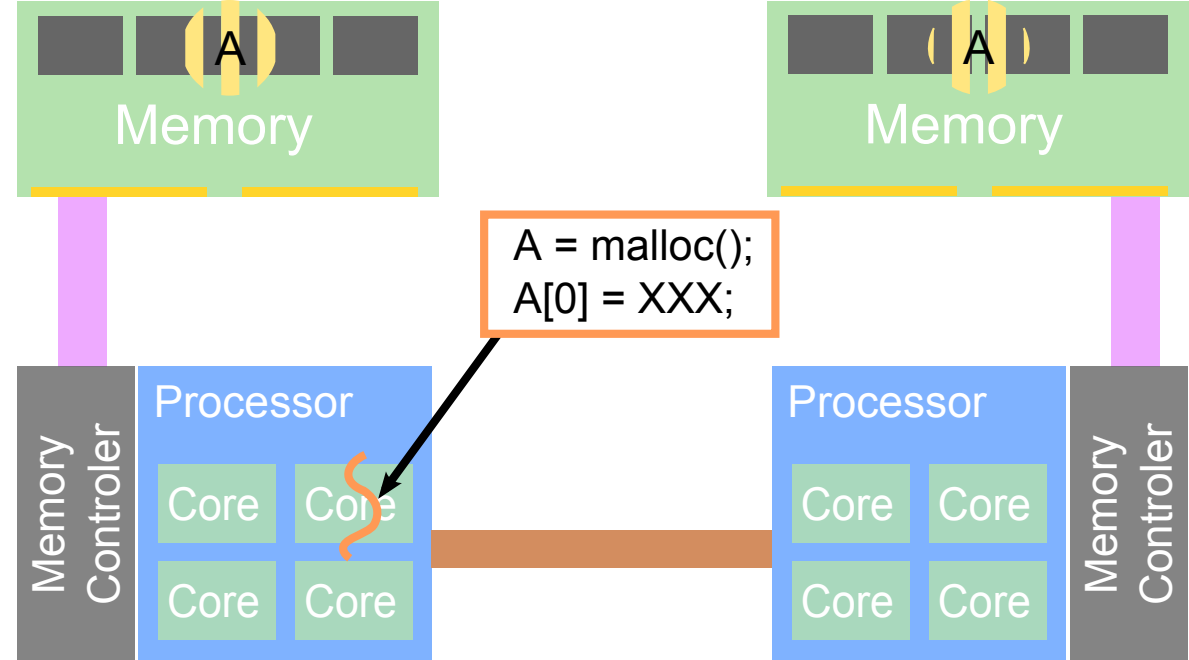 A
Memory
A
Memory
A = malloc();
A[0] = XXX;
Memory
Controler
Processor
Core
Core
Core
Core
Processor
Core
Core
Core
Core
Memory
Controler